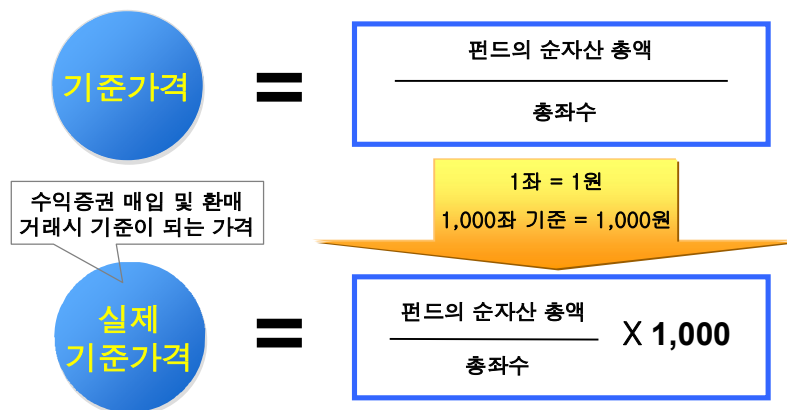 기준가격
=
펀드의 순자산 총액
총좌수
수익증권 매입 및 환매
거래시 기준이 되는 가격
1좌 = 1원
1,000좌 기준 = 1,000원
실제
기준가격
=
펀드의 순자산 총액
총좌수
X 1,000